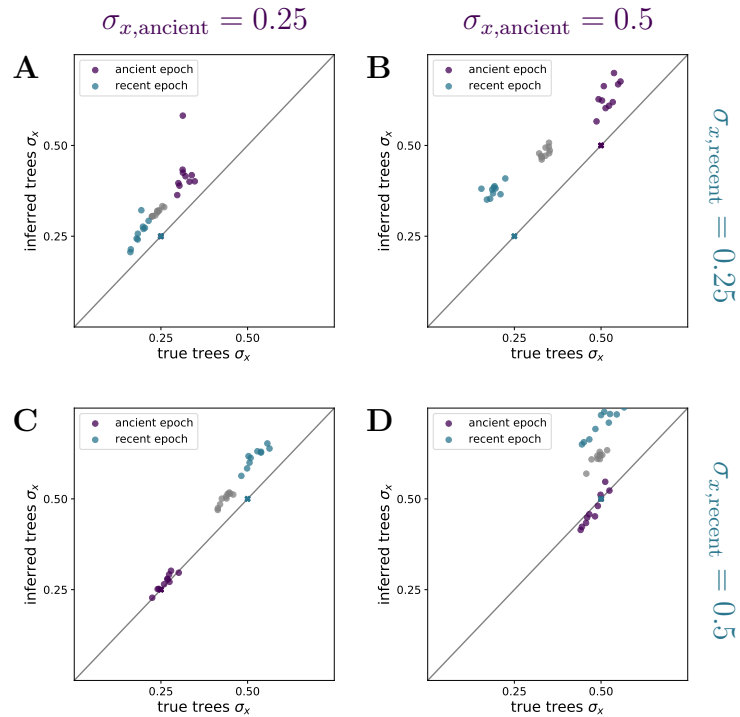 σx,ancient = 0.25
σx,ancient = 0.5
A
ancient epoch
recent epoch
0.50
0.25
inferred trees σx
0.25
0.50
true trees σx
B
ancient epoch
recent epoch
0.50
0.25
inferred trees σx
0.25
0.50
true trees σx
σx,recent = 0.25
C
ancient epoch
recent epoch
0.50
0.25
inferred trees σx
0.25
0.50
true trees σx
D
ancient epoch
recent epoch
0.50
0.25
inferred trees σx
0.25
0.50
true trees σx
σx,recent = 0.5